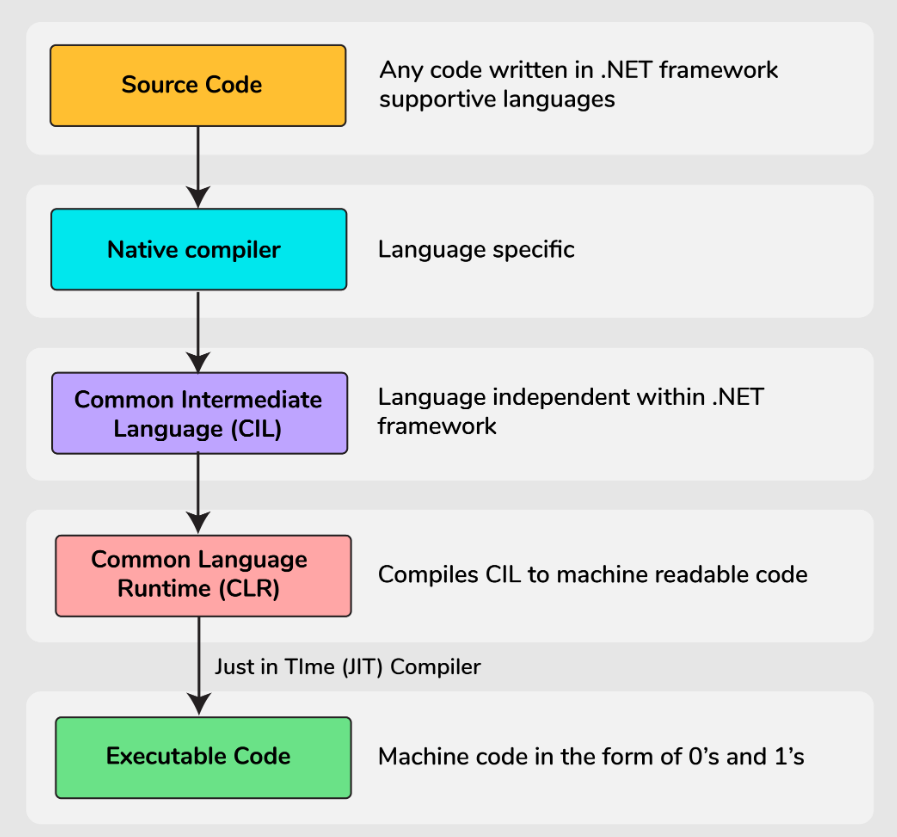 Source Code
Any code written in .NET framework
supportive languages
Native compiler
Language specific
Common Intermediate
Language (CIL)
Language independent within .NET
framework
Common Language
Runtime (CLR)
Compiles CIL to machine readable code
Just in TIme (JIT) Compiler
Executable Code
Machine code in the form of 0’s and 1’s